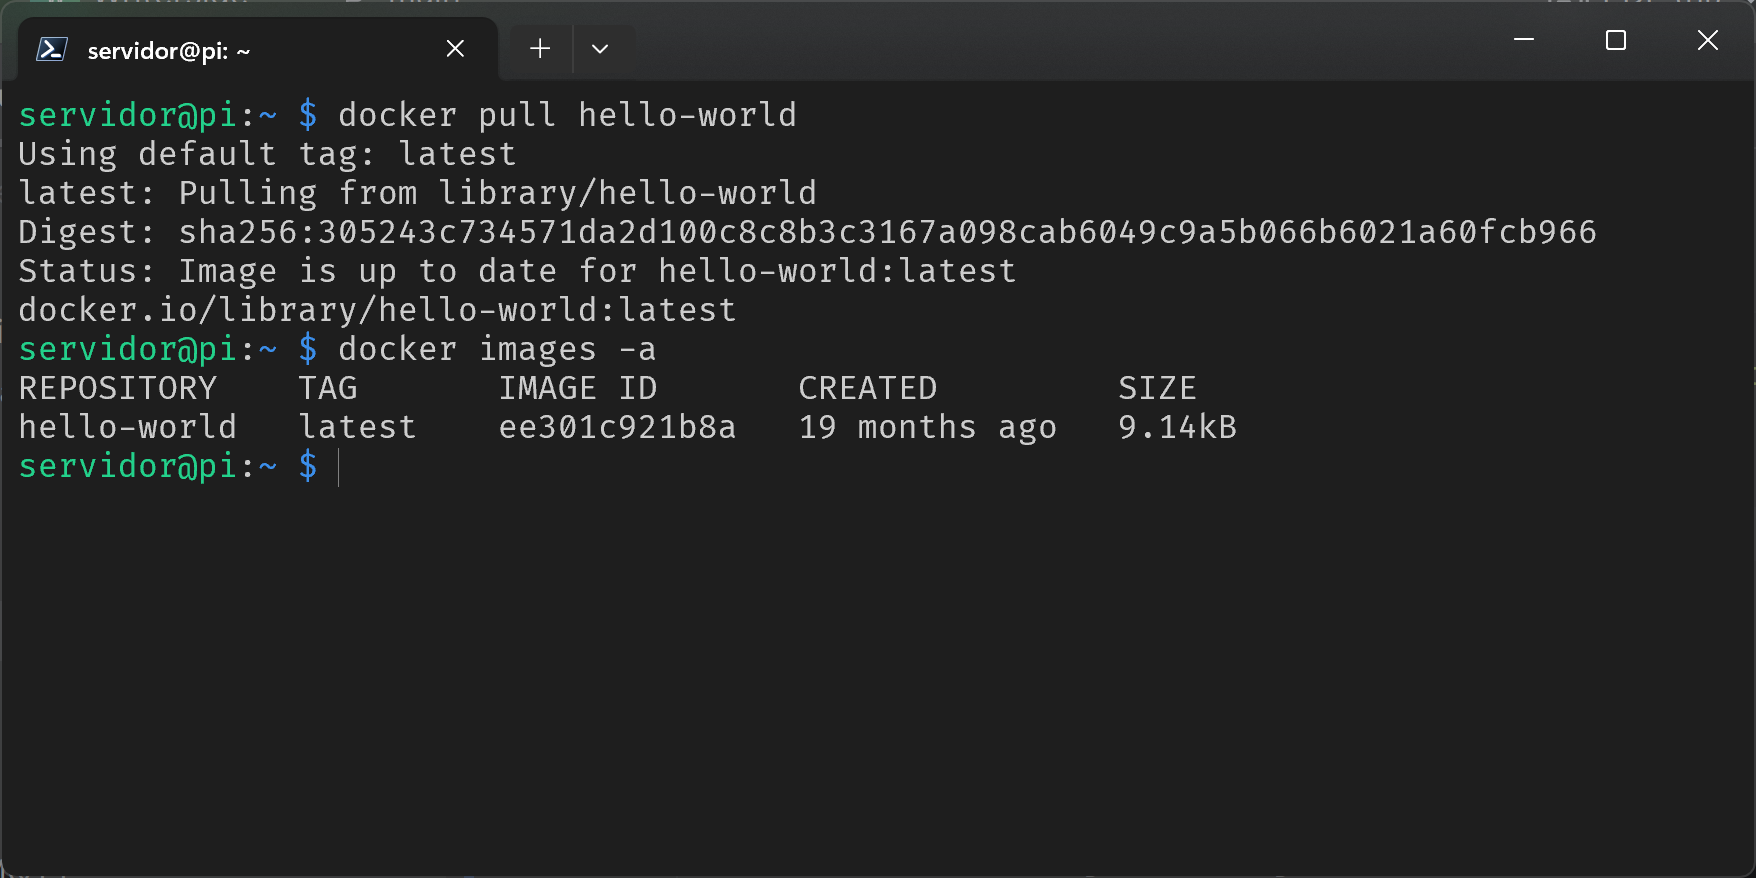 servidor@pi: ~
servidor@pi:~ $ docker pull hello-world
Using default tag: latest
latest: Pulling from library/hello-world
Digest: sha256:305243c734571da2d100c8c8b3c3167a098cab6049c9a5b066b6021a60fcb966
Status: Image is up to date for hello-world:latest
docker.io/library/hello-world:latest
servidor@pi:~ $ docker images -a
REPOSITORY    TAG       IMAGE ID       CREATED         SIZE
hello-world   latest    ee301c921b8a   19 months ago   9.14kB
servidor@pi:~ $